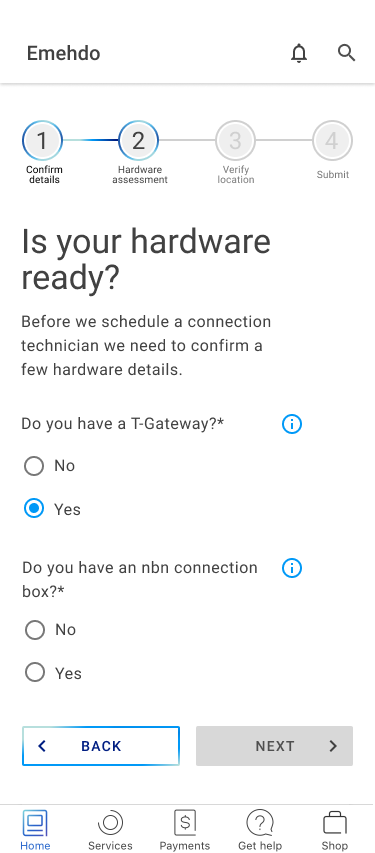 Emehdo
1
2
3
4
Confirm
details
Hardware
assessment
Verify
location
Submit
Is your hardware
ready?
Before we schedule a connection
technician we need to confirm a
few hardware details.
Do you have a T-Gateway?*
No
Yes
Do you have an nbn connection
box?*
No
Yes
BACK
NEXT
Home
Services
Payments
Get help
Shop